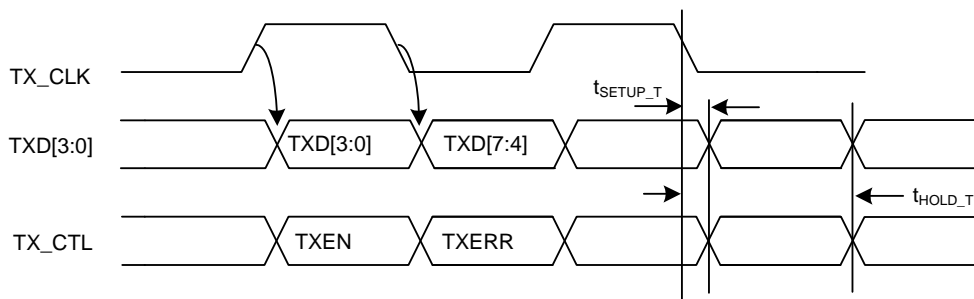 TX_CLK
tSETUP_T
TXD[3:0]
TXD[3:0]
TXD[7:4]
tHOLD_T
TX_CTL
TXEN
TXERR